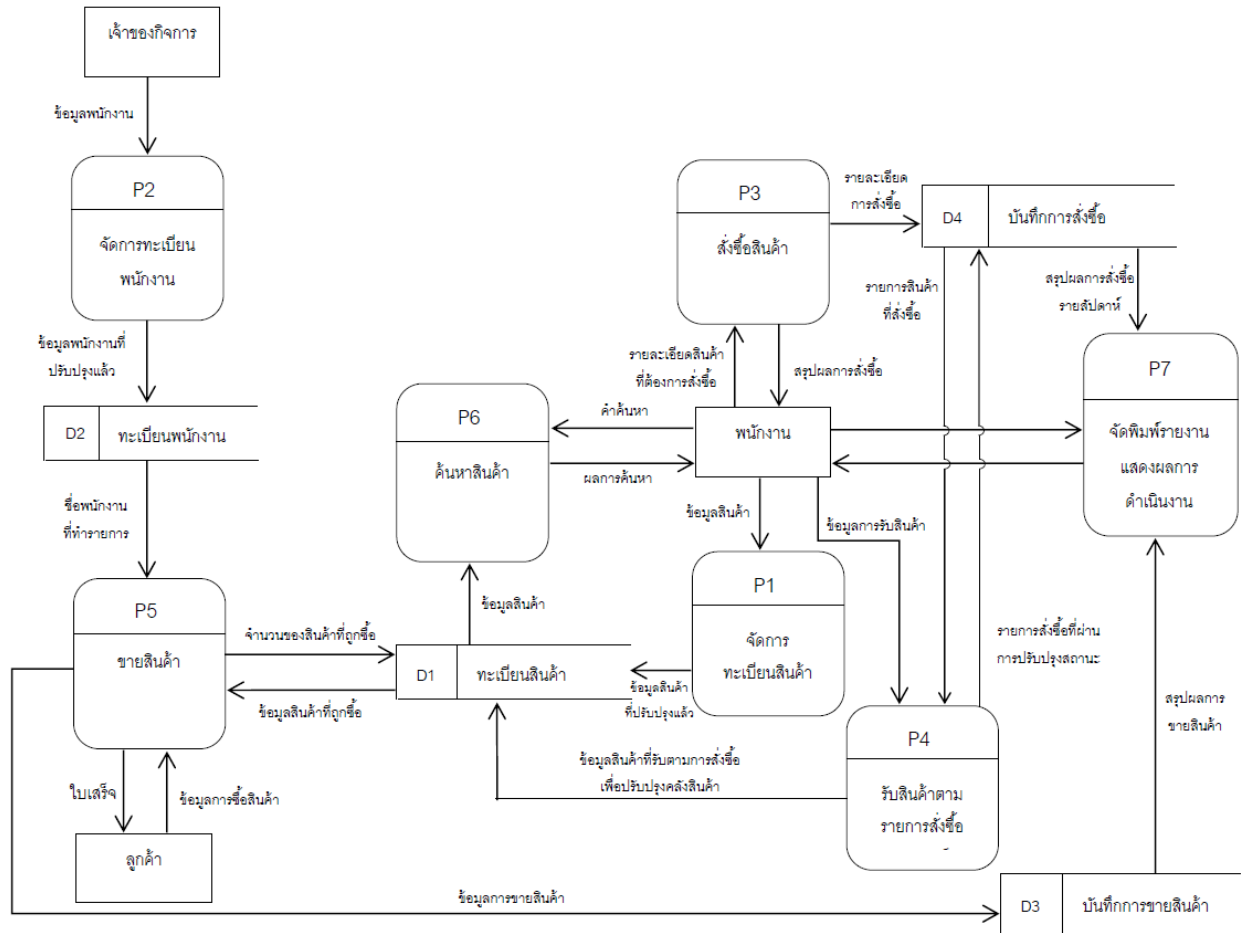 เจ้าของกิจการ
ข้อมูลพนักงาน
P2
จัดการทะเบียน
พนักงาน
ข้อมูลพนักงานที่
ปรับปรุงแล้ว
D2 ทะเบียนพนักงาน
ชื่อพนักงาน
ที่ทำรายการ
P5
ขายสินค้า
จำนวนของสินค้าที่ถูกซื้อ
ข้อมูลสินค้าที่ถูกซื้อ
ใบเสร็จ
ข้อมูลการซื้อสินค้า
ลูกค้า
P3
สั่งซื้อสินค้า
รายละเอียด
การสั่งซื้อ
D4 บันทึกการสั่งซื้อ
รายการสินค้า
ที่สั่งซื้อ
สรุปผลการสั่งซื้อ
รายสัปดาห์
รายละเอียดสินค้า
ที่ต้องการสั่งซื้อ
สรุปผลการสั่งซื้อ
P7
จัดพิมพ์รายงาน
แสดงผลการ
ดำเนินงาน
P6
ค้นหาสินค้า
คำค้นหา
ผลการค้นหา
พนักงาน
ข้อมูลสินค้า
ข้อมูลการรับสินค้า
P1
จัดการ
ทะเบียนสินค้า
ข้อมูลสินค้า
D1 ทะเบียนสินค้า
ข้อมูลสินค้า
ที่ปรับปรุงแล้ว
รายการสั่งซื้อที่ผ่าน
การปรับปรุงสถานะ
สรุปผลการ
ขายสินค้า
P4
รับสินค้าตาม
รายการสั่งซื้อ
ข้อมูลสินค้าที่รับตามการสั่งซื้อ
เพื่อปรับปรุงคลังสินค้า
ข้อมูลการขายสินค้า
D3 บันทึกการขายสินค้า